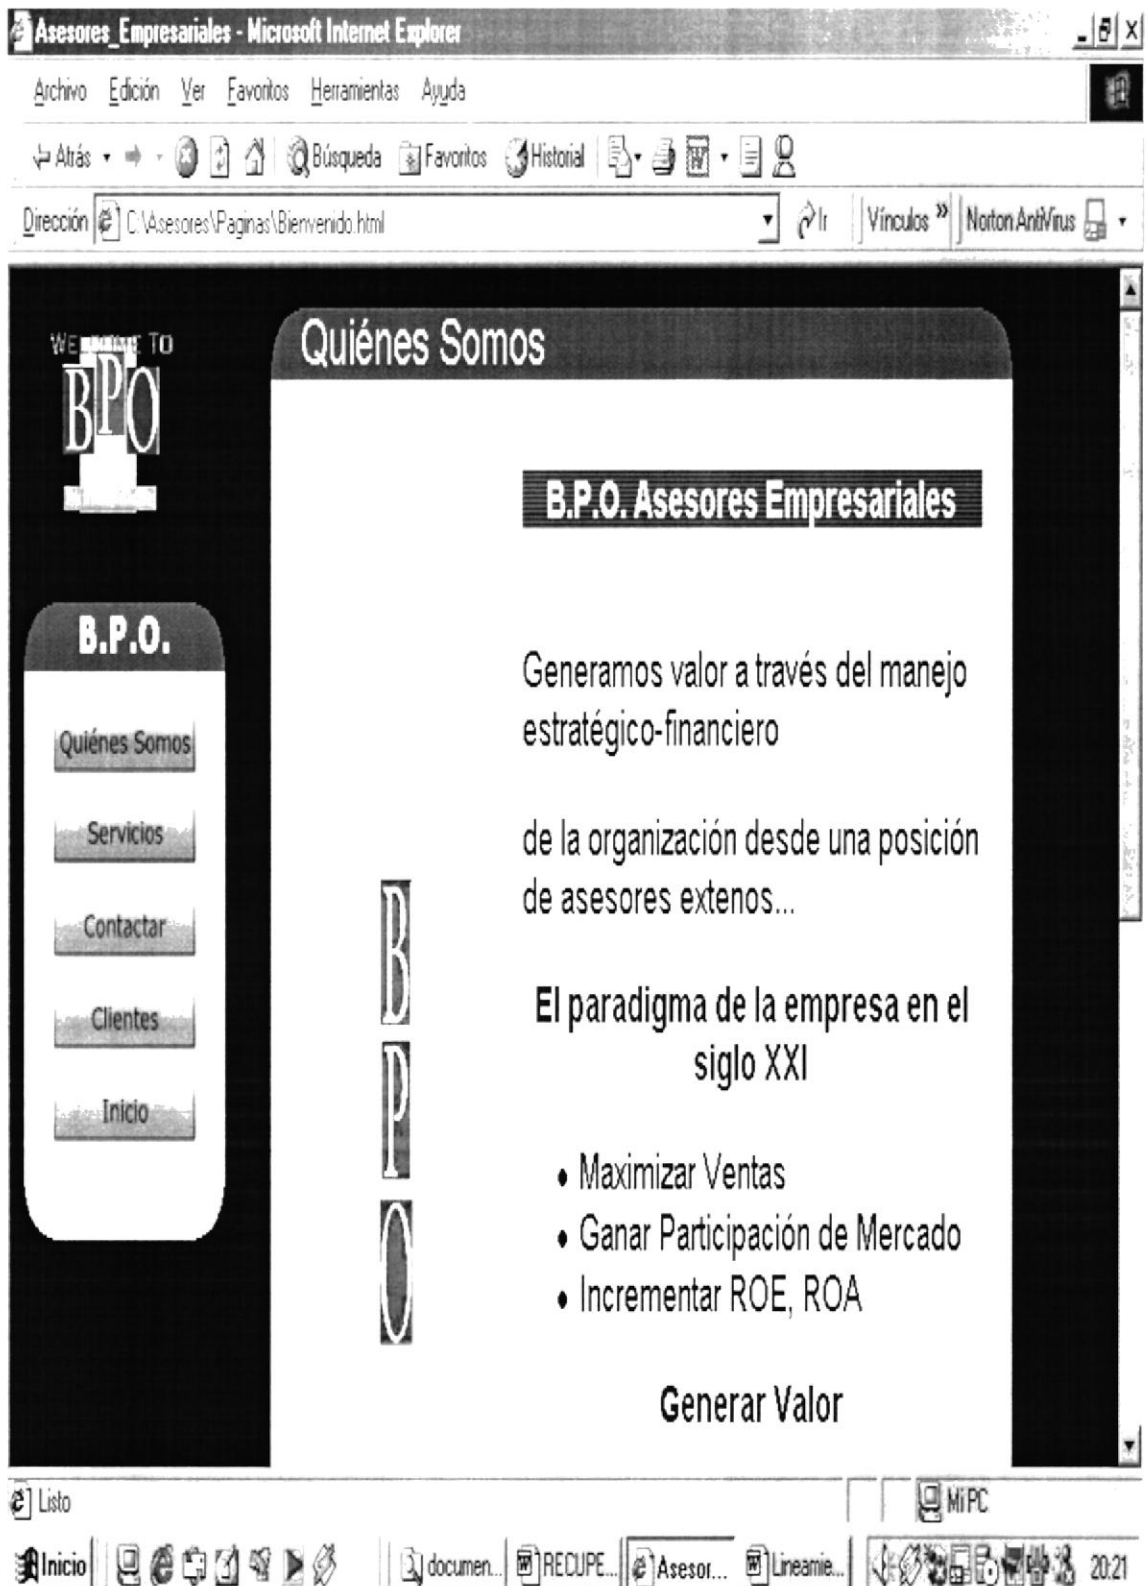 Asesores_Empresariales - Microsoft Internet Explorer
Archivo Edición Ver Favoritos Herramientas Ayuda
Atrás Búsqueda Favoritos Historial
Dirección C:\Asesores\Paginas\Bienvenido.html Ir Vínculos » Norton AntiVirus
WELCOME TO
BPO
Quiénes Somos
B.P.O. Asesores Empresariales
B.P.O.
Quiénes Somos
Servicios
Contactar
Clientes
Inicio
B
P
O
Generamos valor a través del manejo
estratégico-financiero
de la organización desde una posición
de asesores extenos...
El paradigma de la empresa en el
siglo XXI
• Maximizar Ventas
• Ganar Participación de Mercado
• Incrementar ROE, ROA
Generar Valor
Listo Mi PC
Inicio documen... RECUPE... Asesor... Lineamie... 20:21